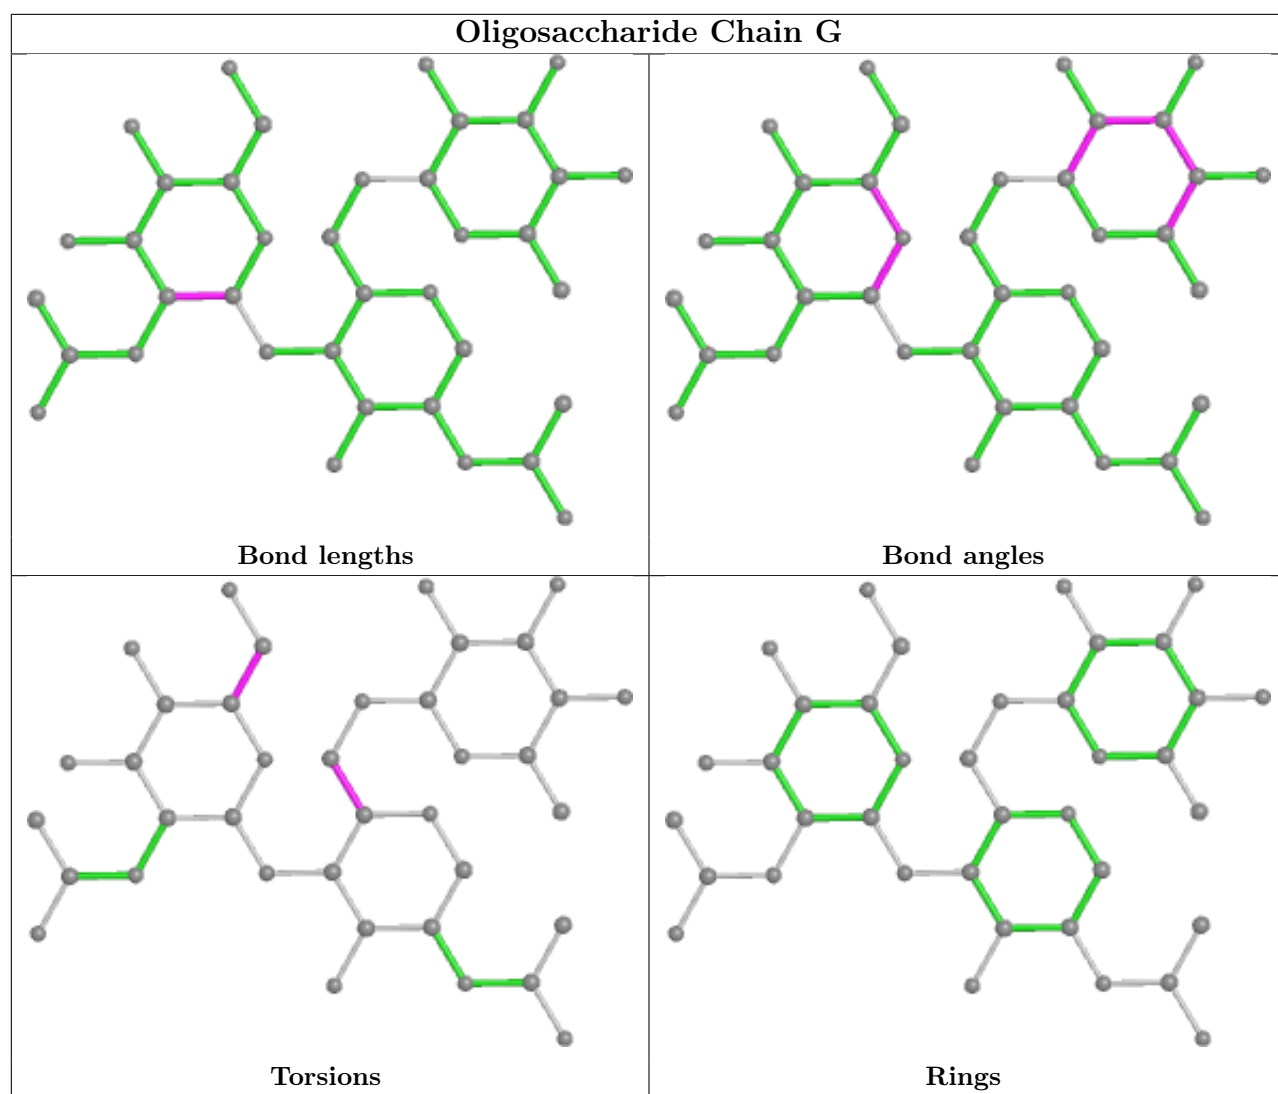 Oligosaccharide Chain G
Bond lengths
Bond angles
Torsions
Rings